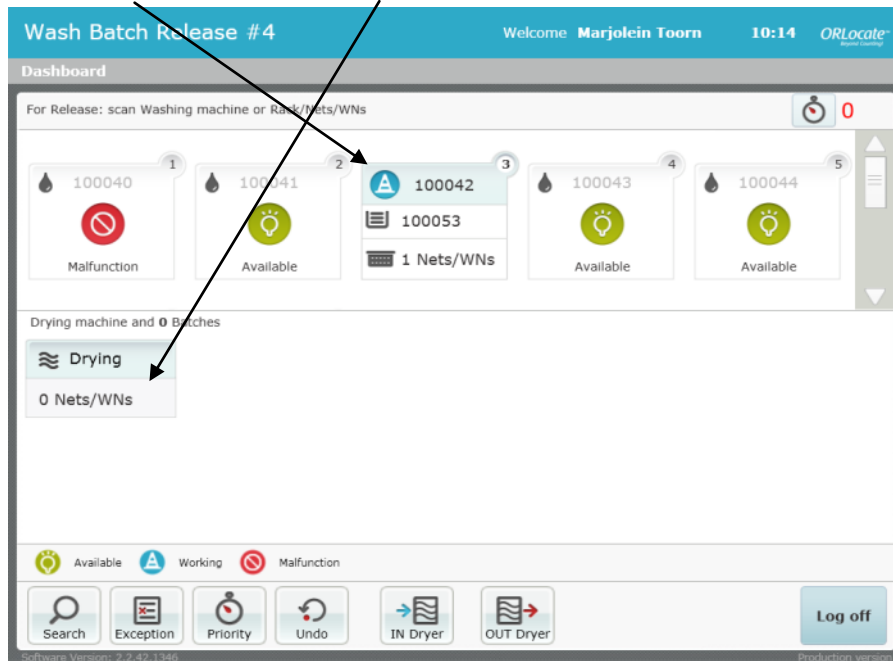 Wash Batch Release #4 Welcome Marjolein Toorn 10:14 ORLocate™
Beyond Counting!
Dashboard
For Release: scan Washing machine or Rack/Nets/WNs 0
1 2 3 4 5
100040 100041 100042 100043 100044
100053
1 Nets/WNs
Malfunction Available Available Available
Drying machine and 0 Batches
Drying
0 Nets/WNs
Available Working Malfunction
Search Exception Priority Undo IN Dryer OUT Dryer Log off
Software Version: 2.2.42.1346 Production version